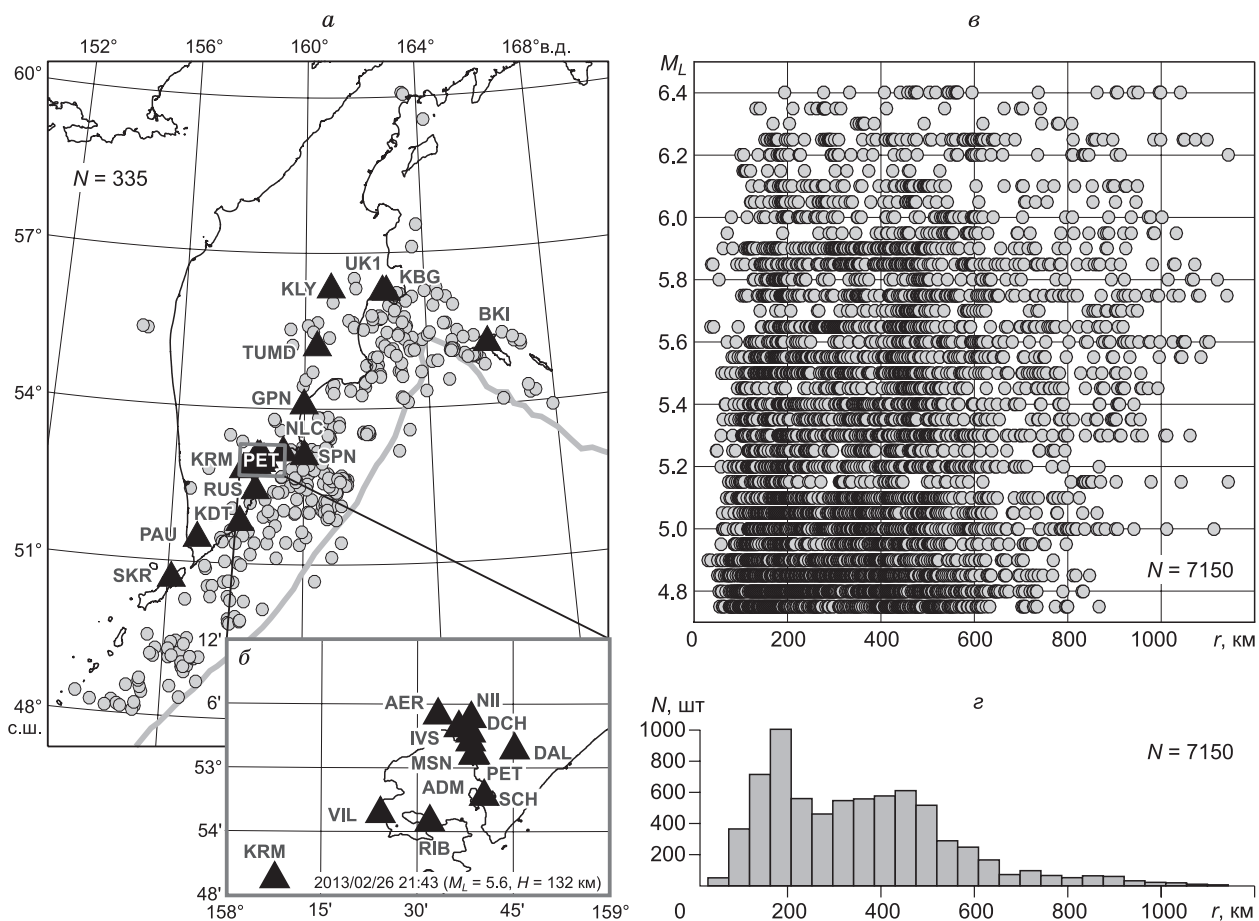 а
152° 156° 160° 164° 168°в.д.
60°
N = 335
57°
UK1
KBG
KLY
BKI
TUMD
54°
GPN
NLC
KRM
PET
SPN
RUS
KDT
PAU
51°
SKR
48°
с.ш.
б
12'
6'
53°
54'
48'
AER
NII
DCH
IVS
DAL
MSN
PET
ADM
SCH
VIL
RIB
KRM
2013/02/26 21:43 (ML = 5.6, H = 132 км)
158° 15' 30' 45' 159°
в
ML
6.4
6.2
6.0
5.8
5.6
5.4
5.2
5.0
4.8
N = 7150
0 200 400 600 800 1000 r, км
г
N, шт
1000
800
600
400
200
N = 7150
0 200 400 600 800 1000 r, км